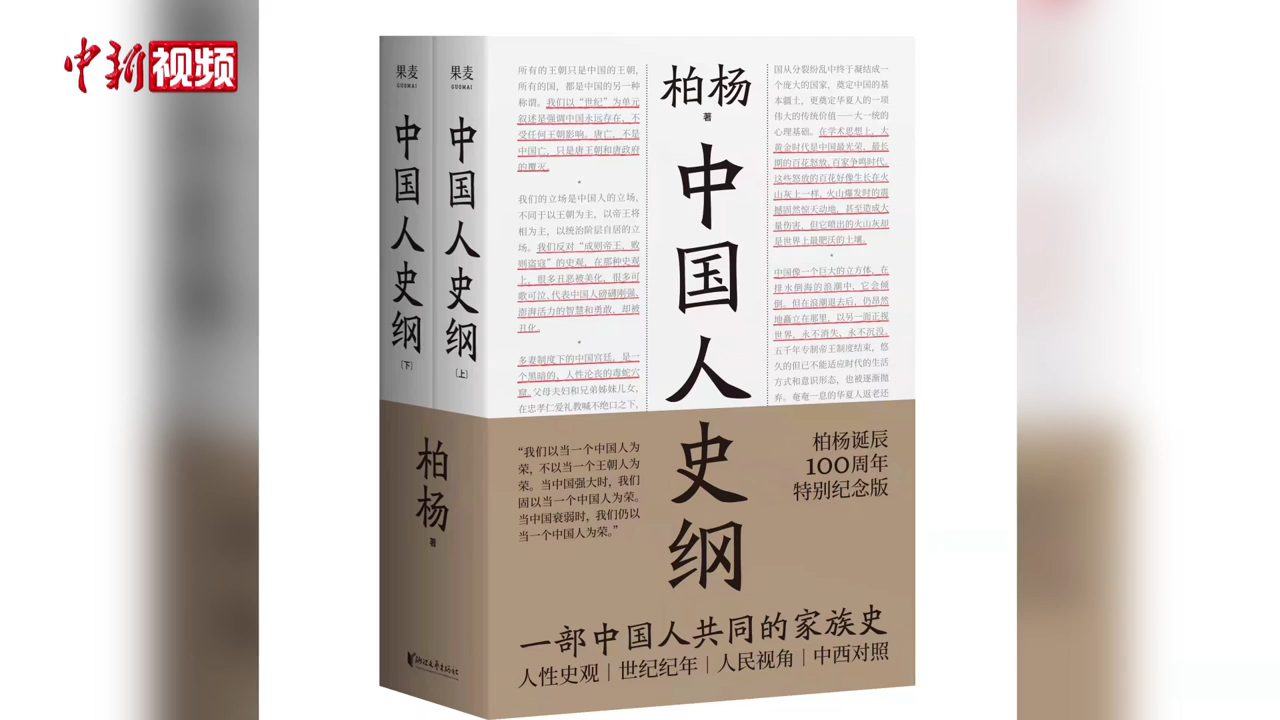 中新视频
果麦
GUOMAI
中国人史纲
(下)
果麦
GUOMAI
中国人史纲
(上)
柏杨
著
浙江文艺出版社
所有的王朝只是中国的王朝,
所有的国,都是中国的另一种
称谓。我们以“世纪”为单元
叙述是强调中国永远存在,不
受任何王朝影响。唐亡,不是
中国亡,只是唐王朝和唐政府
的覆灭。
我们的立场是中国人的立场,
不同于以王朝为主,以帝王将
相为主,以统治阶层自居的立
场。我们反对“成则帝王,败
则盗寇”的史观,在那种史观
上,很多丑恶被美化,很多可
歌可泣、代表中国人磅礴刚强、
澎湃活力的智慧和勇敢,却被
丑化。
多妻制度下的中国宫廷,是一
个黑暗的、人性沦丧的毒蛇穴
窟。父母夫妇和兄弟姊妹儿女,
在忠孝仁爱礼教喊不绝口之下,
柏杨
著
中国人史纲
国从分裂纷乱中终于凝结成一
个庞大的国家,奠定中国的基
本疆土,更奠定华夏人的一项
伟大的传统价值——大一统的
心理基础。在学术思想上,大
黄金时代是中国最光荣、最长
期的百花怒放、百家争鸣时代。
这些怒放的百花好像生长在火
山灰上一样,火山爆发时的震
撼固然惊天动地,甚至造成大
量伤害,但它喷出的火山灰却
是世界上最肥沃的土壤。
中国像一个巨大的立方体,在
排水倒海的浪潮中,它会倾
倒,但在浪潮退去后,仍昂然
地矗立在那里,以另一面正视
世界,永不消失、永不沉没。
五千年专制帝王制度结束,悠
久的但已不能适应时代的生活
方式和意识形态,也被逐渐抛
弃。奄奄一息的华夏人返老还
“我们以当一个中国人为
荣,不以当一个王朝人为
荣。当中国强大时,我们
固以当一个中国人为荣。
当中国衰弱时,我们仍以
当一个中国人为荣。”
柏杨诞辰
100周年
特别纪念版
一部中国人共同的家族史
人性史观|世纪纪年|人民视角|中西对照